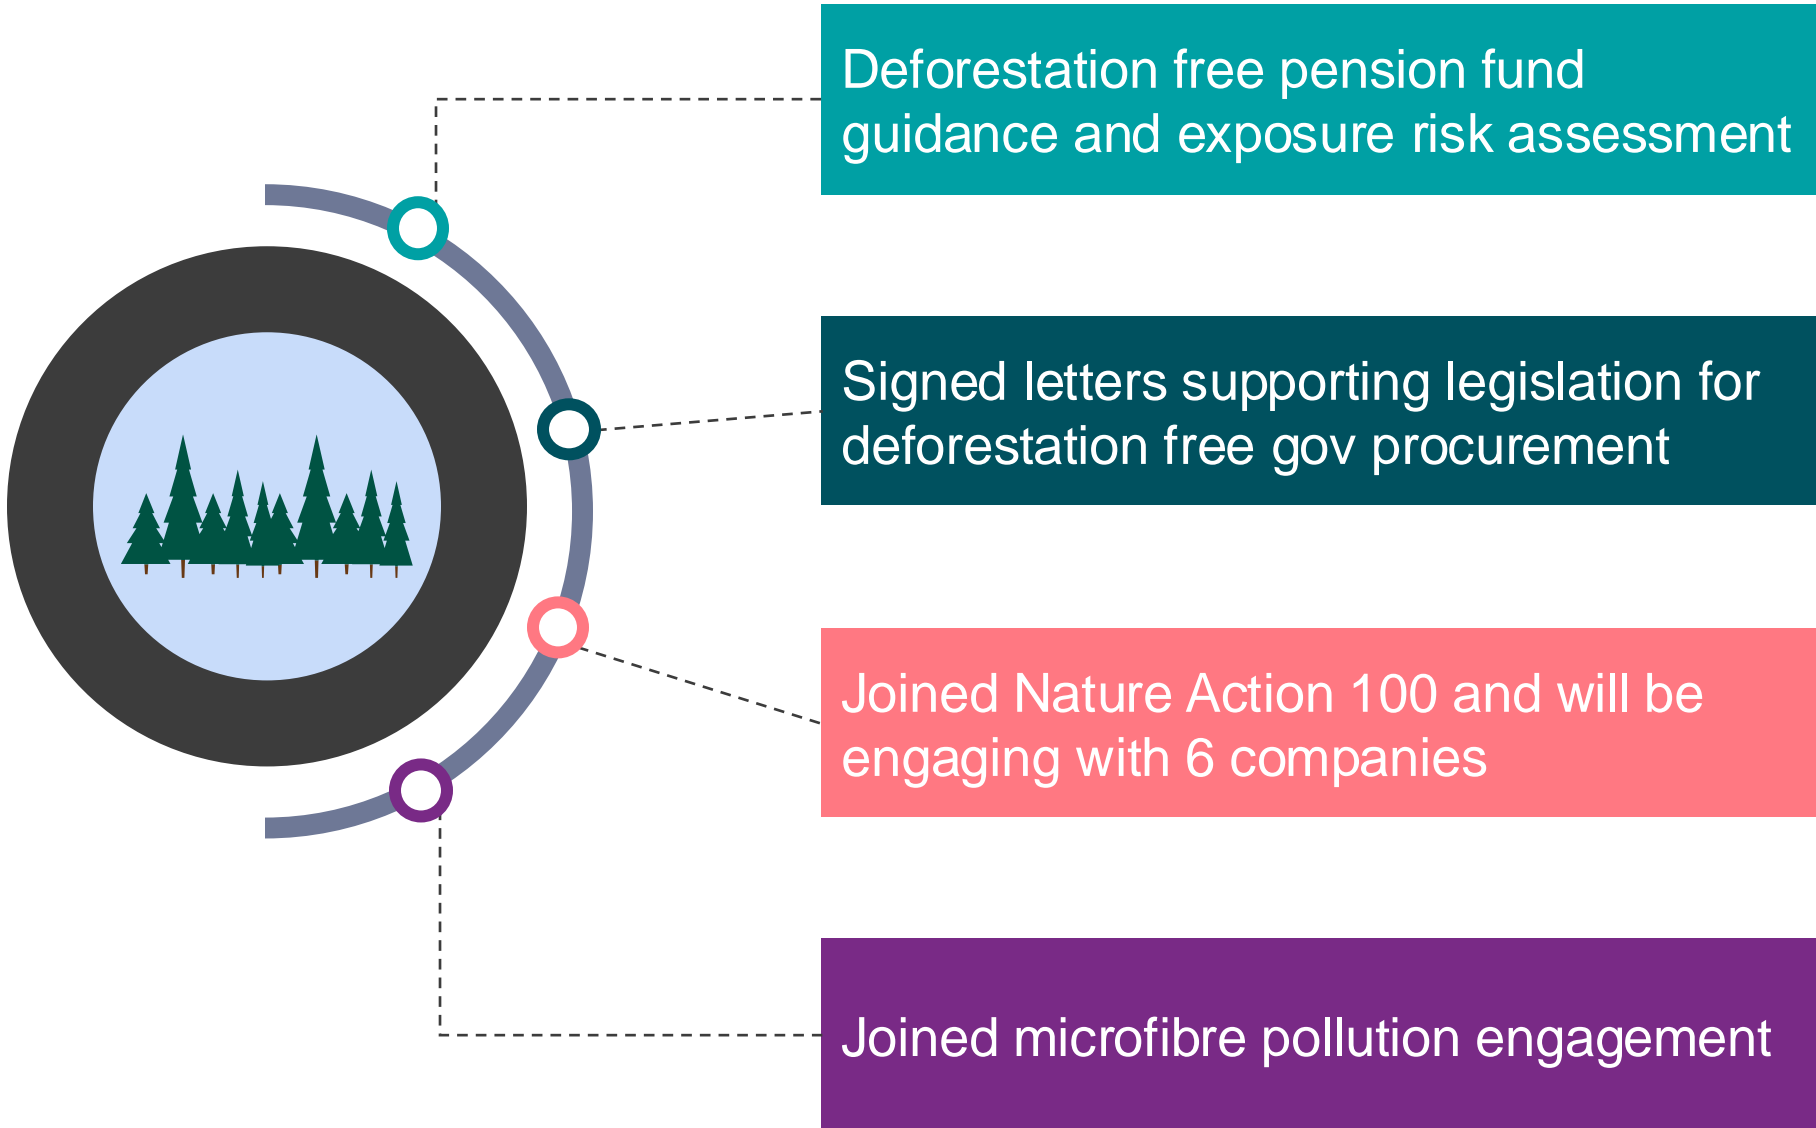 Deforestation free pension fund
guidance and exposure risk assessment
Signed letters supporting legislation for
deforestation free gov procurement
Joined Nature Action 100 and will be
engaging with 6 companies
Joined microfibre pollution engagement